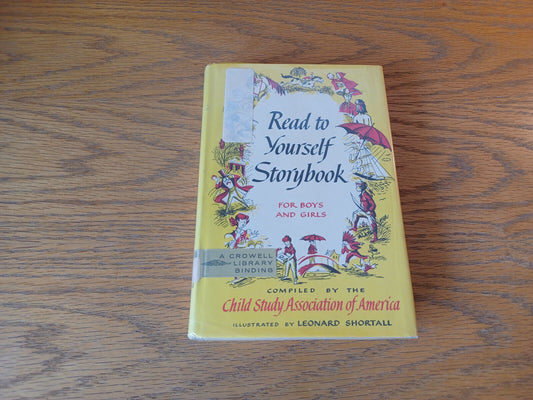 Read to
Yourself
Storybook
FOR BOYS
AND GIRLS
A CROWELL
LIBRARY
BINDING
COMPILED BY THE
Child Study Association of America
ILLUSTRATED BY LEONARD SHORTALL